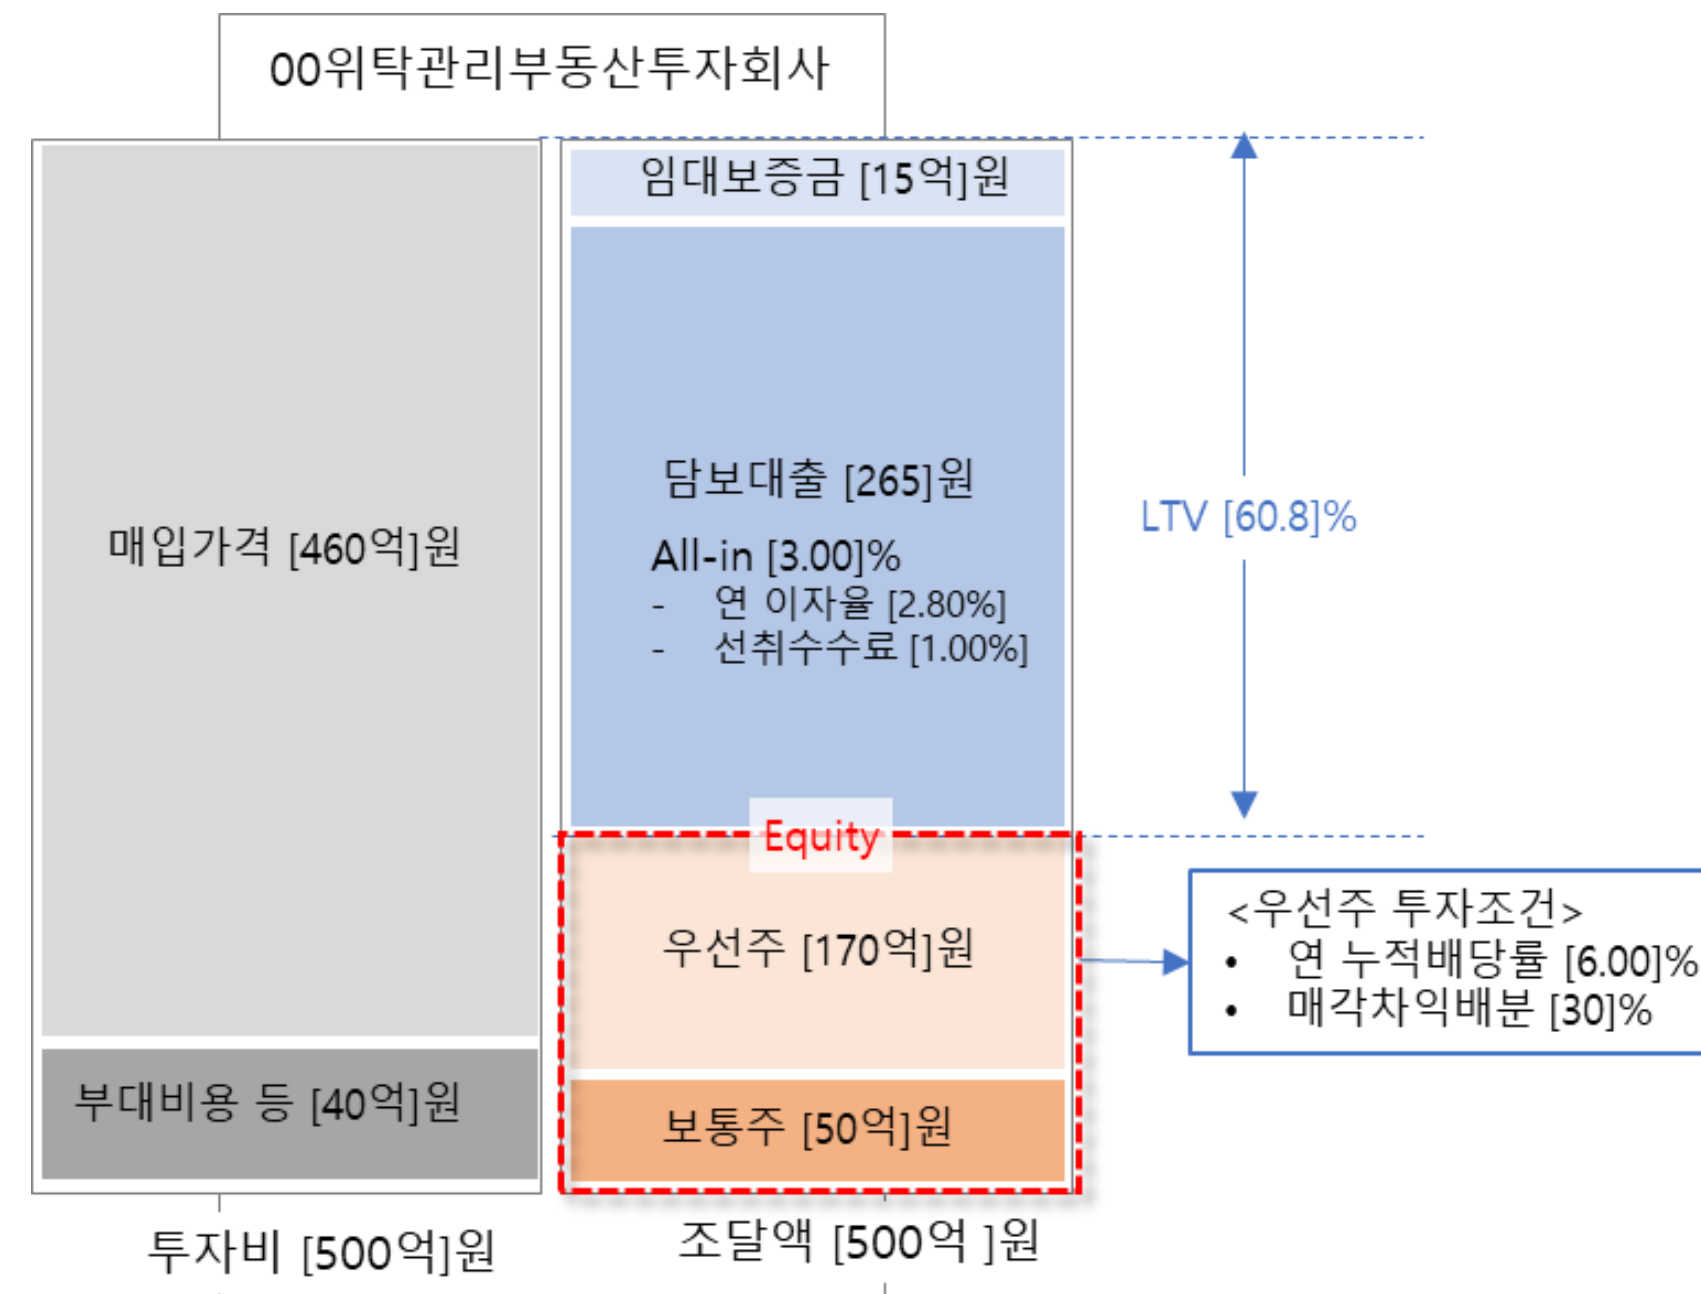 00위탁관리부동산투자회사
임대보증금 [15억]원
담보대출 [265]원
All-in [3.00]%
- 연 이자율 [2.80%]
- 선취수수료 [1.00%]
매입가격 [460억]원
LTV [60.8]%
Equity
우선주 [170억]원
<우선주 투자조건>
• 연 누적배당률 [6.00]%
• 매각차익배분 [30]%
부대비용 등 [40억]원
보통주 [50억]원
투자비 [500억]원
조달액 [500억 ]원